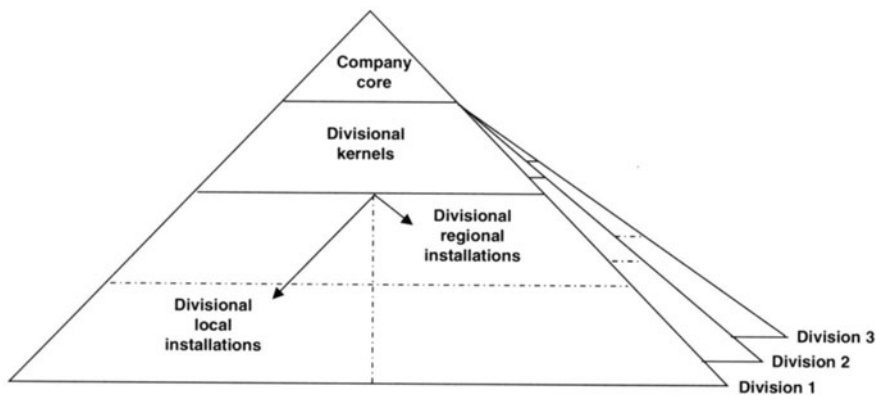 Company
core
Divisional
kernels
Divisional
regional
installations
Divisional
local
installations
Division 3
Division 2
Division 1